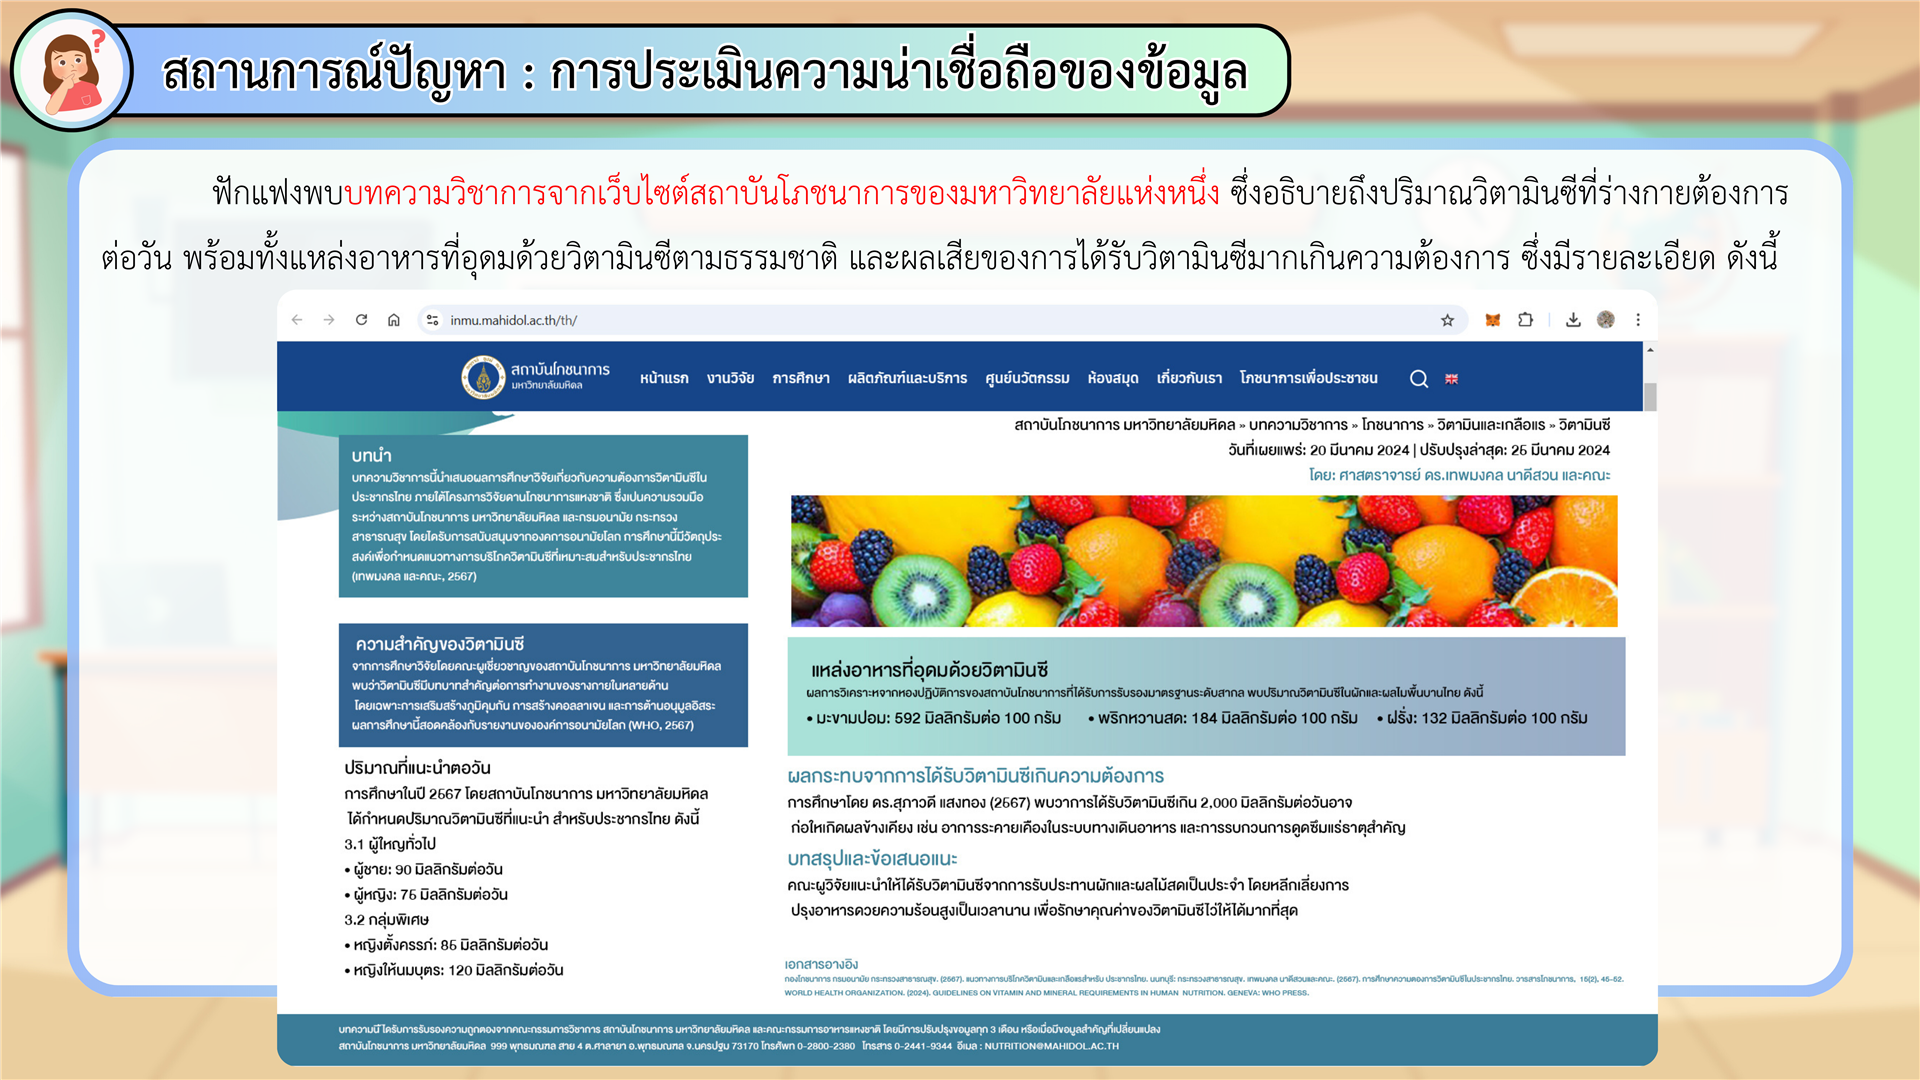 สถานการณ์ปัญหา : การประเมินความน่าเชื่อถือของข้อมูล
ฟักแฟงพบบทความวิชาการจากเว็บไซต์สถาบันโภชนาการของมหาวิทยาลัยแห่งหนึ่ง ซึ่งอธิบายถึงปริมาณวิตามินซีที่ร่างกายต้องการ
ต่อวัน พร้อมทั้งแหล่งอาหารที่อุดมด้วยวิตามินซีตามธรรมชาติ และผลเสียของการได้รับวิตามินซีมากเกินความต้องการ ซึ่งมีรายละเอียด ดังนี้
inmu.mahidol.ac.th/th/
สถาบันโภชนาการ
มหาวิทยาลัยมหิดล
หน้าแรก งานวิจัย การศึกษา ผลิตภัณฑ์และบริการ ศูนย์นวัตกรรม ห้องสมุด เกี่ยวกับเรา โภชนาการเพื่อประชาชน
สถาบันโภชนาการ มหาวิทยาลัยมหิดล » บทความวิชาการ » โภชนาการ » วิตามินและเกลือแร » วิตามินซี
วันที่เผยแพร่: 20 มีนาคม 2024 | ปรับปรุงล่าสุด: 25 มีนาคม 2024
โดย: ศาสตราจารย์ ดร.เทพมงคล นาดีสวน และคณะ
บทนำ
บทความวิชาการนี้นำเสนอผลการศึกษาวิจัยเกี่ยวกับความต้องการวิตามินซีใน
ประชากรไทย ภายใต้โครงการวิจัยดานโภชนาการแหงชาติ ซึ่งเปนความรวมมือ
ระหว่างสถาบันโภชนาการ มหาวิทยาลัยมหิดล และกรมอนามัย กระทรวง
สาธารณสุข โดยได้รับการสนับสนุนจากองคการอนามัยโลก การศึกษานี้มีวัตถุประ
สงค์เพื่อกำหนดแนวทางการบริโภควิตามินซีที่เหมาะสมสำหรับประชากรไทย
(เทพมงคล และคณะ, 2567)
ความสำคัญของวิตามินซี
จากการศึกษาวิจัยโดยคณะผูเชี่ยวชาญของสถาบันโภชนาการ มหาวิทยาลัยมหิดล
พบว่าวิตามินซีมีบทบาทสำคัญต่อการทำงานของรางกายในหลายด้าน
โดยเฉพาะการเสริมสร้างภูมิคุมกัน การสร้างคอลลาเจน และการต้านอนุมูลอิสระ
ผลการศึกษานี้สอดคล้องกับรายงานขององค์การอนามัยโลก (WHO, 2567)
ปริมาณที่แนะนำตอวัน
การศึกษาในปี 2567 โดยสถาบันโภชนาการ มหาวิทยาลัยมหิดล
ได้กำหนดปริมาณวิตามินซีที่แนะนำ สำหรับประชากรไทย ดังนี้
3.1 ผู้ใหญทั่วไป
• ผู้ชาย: 90 มิลลิกรัมต่อวัน
• ผู้หญิง: 75 มิลลิกรัมต่อวัน
3.2 กลุ่มพิเศษ
• หญิงตั้งครรภ์: 85 มิลลิกรัมต่อวัน
• หญิงให้นมบุตร: 120 มิลลิกรัมต่อวัน
แหล่งอาหารที่อุดมด้วยวิตามินซี
ผลการวิเคราะหจากหองปฏิบัติการของสถาบันโภชนาการที่ได้รับการรับรองมาตรฐานระดับสากล พบปริมาณวิตามินซีในผักและผลไมพื้นบานไทย ดังนี้
• มะขามปอม: 592 มิลลิกรัมต่อ 100 กรัม • พริกหวานสด: 184 มิลลิกรัมต่อ 100 กรัม • ฝรั่ง: 132 มิลลิกรัมต่อ 100 กรัม
ผลกระทบจากการได้รับวิตามินซีเกินความต้องการ
การศึกษาโดย ดร.สุภาวดี แสงทอง (2567) พบวาการได้รับวิตามินซีเกิน 2,000 มิลลิกรัมต่อวันอาจ
ก่อใหเกิดผลข้างเคียง เช่น อาการระคายเคืองในระบบทางเดินอาหาร และการรบกวนการดูดซึมแร่ธาตุสำคัญ
บทสรุปและข้อเสนอแนะ
คณะผูวิจัยแนะนำให้ได้รับวิตามินซีจากการรับประทานผักและผลไม้สดเป็นประจำ โดยหลีกเลี่ยงการ
ปรุงอาหารดวยความร้อนสูงเป็นเวลานาน เพื่อรักษาคุณค่าของวิตามินซีไว้ให้ได้มากที่สุด
เอกสารอางอิง
กองโภชนาการ กรมอนามัย กระทรวงสาธารณสุข. (2567). แนวทางการบริโภควิตามินและเกลือแรสำหรับ ประชากรไทย. นนทบุรี: กระทรวงสาธารณสุข. เทพมงคล นาดีสวนและคณะ. (2567). การศึกษาความตองการวิตามินซีในประชากรไทย. วารสารโภชนาการ, 15(2), 45-52.
WORLD HEALTH ORGANIZATION. (2024). GUIDELINES ON VITAMIN AND MINERAL REQUIREMENTS IN HUMAN NUTRITION. GENEVA: WHO PRESS.
บทความนี้ ไดรับการรับรองความถูกตองจากคณะกรรมการวิชาการ สถาบันโภชนาการ มหาวิทยาลัยมหิดล และคณะกรรมการอาหารแหงชาติ โดยมีการปรับปรุงขอมูลทุก 3 เดือน หรือเมื่อมีขอมูลสำคัญที่เปลี่ยนแปลง
สถาบันโภชนาการ มหาวิทยาลัยมหิดล 999 พุทธมณฑล สาย 4 ต.ศาลายา อ.พุทธมณฑล จ.นครปฐม 73170 โทรศัพท 0-2800-2380 โทรสาร 0-2441-9344 อีเมล : NUTRITION@MAHIDOL.AC.TH